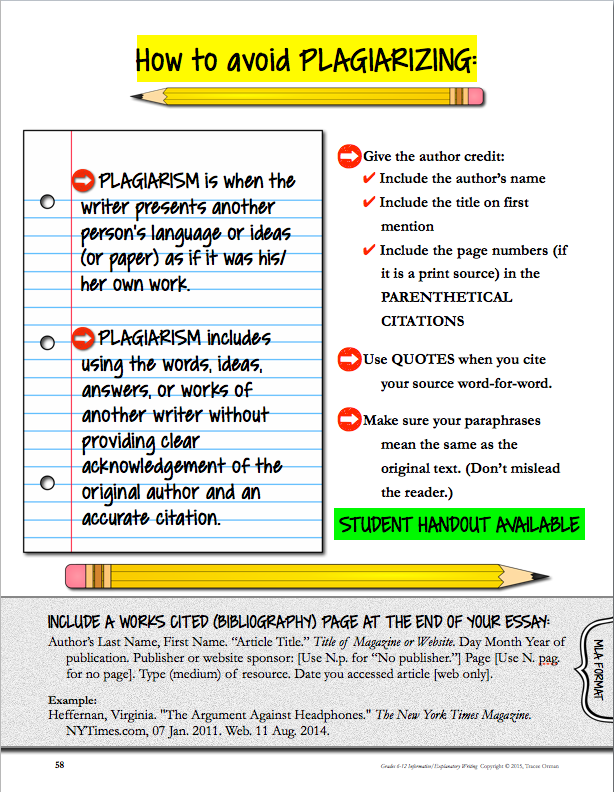 How to avoid PLAGIARIZING:
PLAGIARISM is when the
writer presents another
person's language or ideas
(or paper) as if it was his/
her own work.
PLAGIARISM includes
using the words, ideas,
answers, or works of
another writer without
providing clear
acknowledgement of the
original author and an
accurate citation.
Give the author credit:
✔ Include the author's name
✔ Include the title on first
mention
✔ Include the page numbers (if
it is a print source) in the
PARENTHETICAL
CITATIONS
Use QUOTES when you cite
your source word-for-word.
Make sure your paraphrases
mean the same as the
original text. (Don't mislead
the reader.)
STUDENT HANDOUT AVAILABLE
INCLUDE A WORKS CITED (BIBLIOGRAPHY) PAGE AT THE END OF YOUR ESSAY:
Author's Last Name, First Name. "Article Title." Title of Magazine or Website. Day Month Year of
publication. Publisher or website sponsor: [Use N.p. for "No publisher."] Page [Use N. pag.
for no page]. Type (medium) of resource. Date you accessed article [web only].
Example:
Heffernan, Virginia. "The Argument Against Headphones." The New York Times Magazine.
NYTimes.com, 07 Jan. 2011. Web. 11 Aug. 2014.
MLA FORMAT
58
Grades 6-12 Informative/Explanatory Writing Copyright © 2015, Tracee Orman